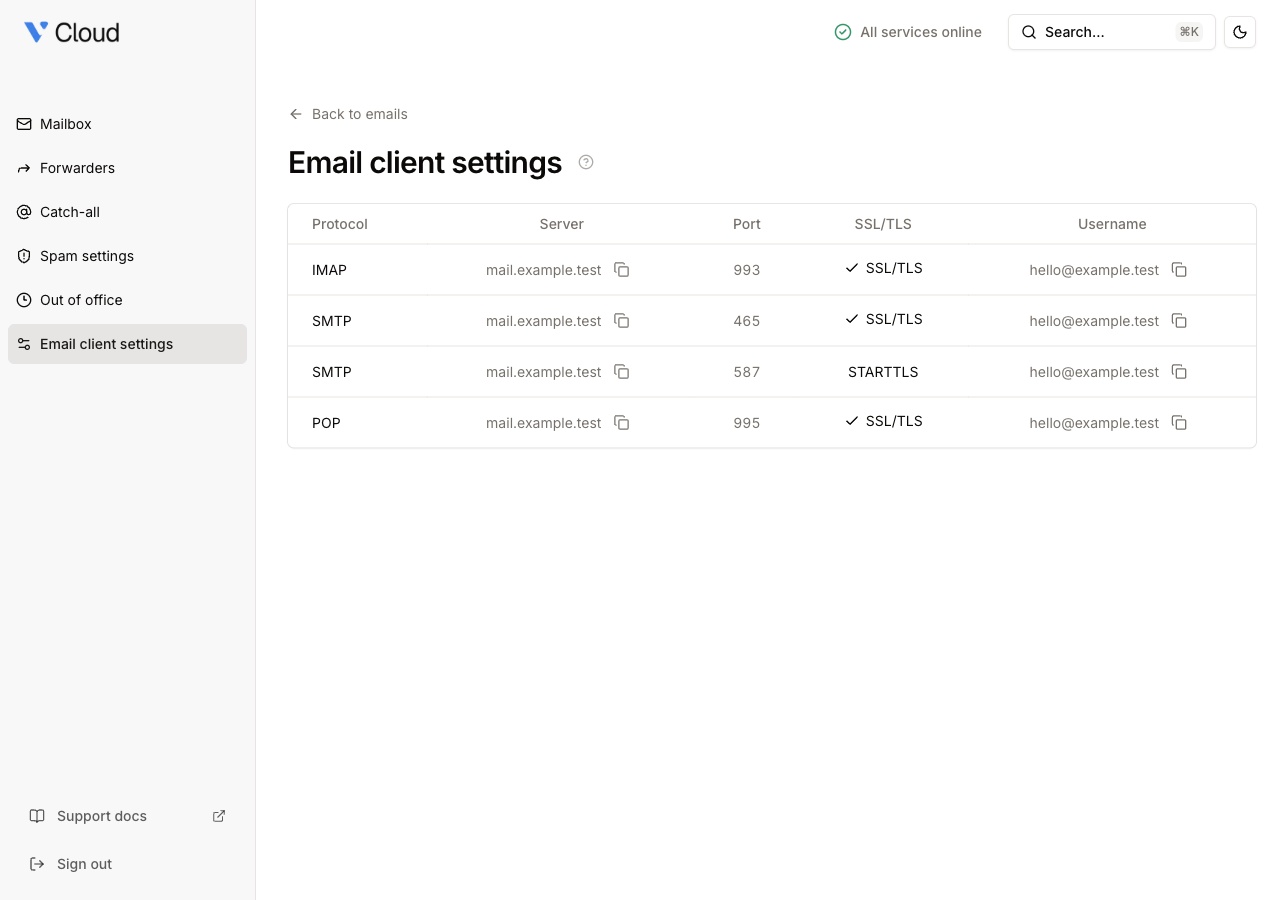 Cloud
All services online
Search...
⌘K
Mailbox
Forwarders
Catch-all
Spam settings
Out of office
Email client settings
Support docs
Sign out
Back to emails
Email client settings
Protocol Server Port SSL/TLS Username
IMAP mail.example.test 993 SSL/TLS hello@example.test
SMTP mail.example.test 465 SSL/TLS hello@example.test
SMTP mail.example.test 587 STARTTLS hello@example.test
POP mail.example.test 995 SSL/TLS hello@example.test